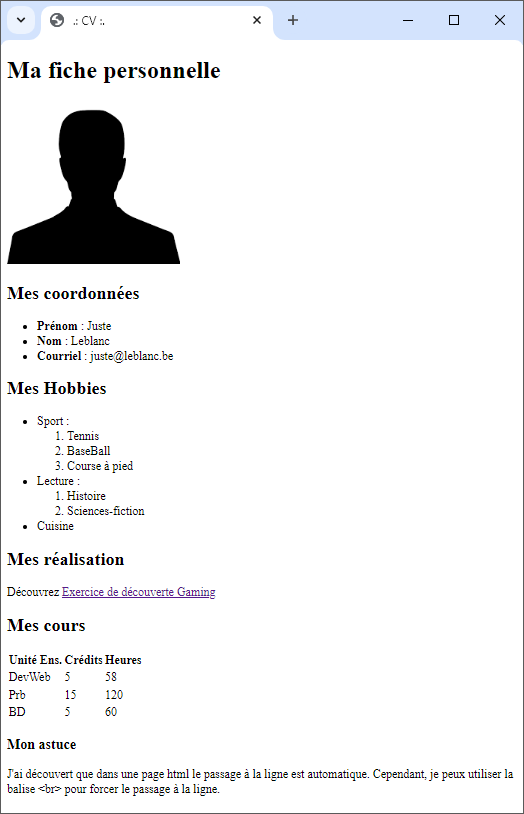 .: CV :.
Ma fiche personnelle
Mes coordonnées
Prénom : Juste
Nom : Leblanc
Courriel : juste@leblanc.be
Mes Hobbies
Sport :
1. Tennis
2. BaseBall
3. Course à pied
Lecture :
1. Histoire
2. Sciences-fiction
Cuisine
Mes réalisation
Découvrez Exercice de découverte Gaming
Mes cours
Unité Ens. Crédits Heures
DevWeb 5 58
Prb 15 120
BD 5 60
Mon astuce
J'ai découvert que dans une page html le passage à la ligne est automatique. Cependant, je peux utiliser la
balise <br> pour forcer le passage à la ligne.